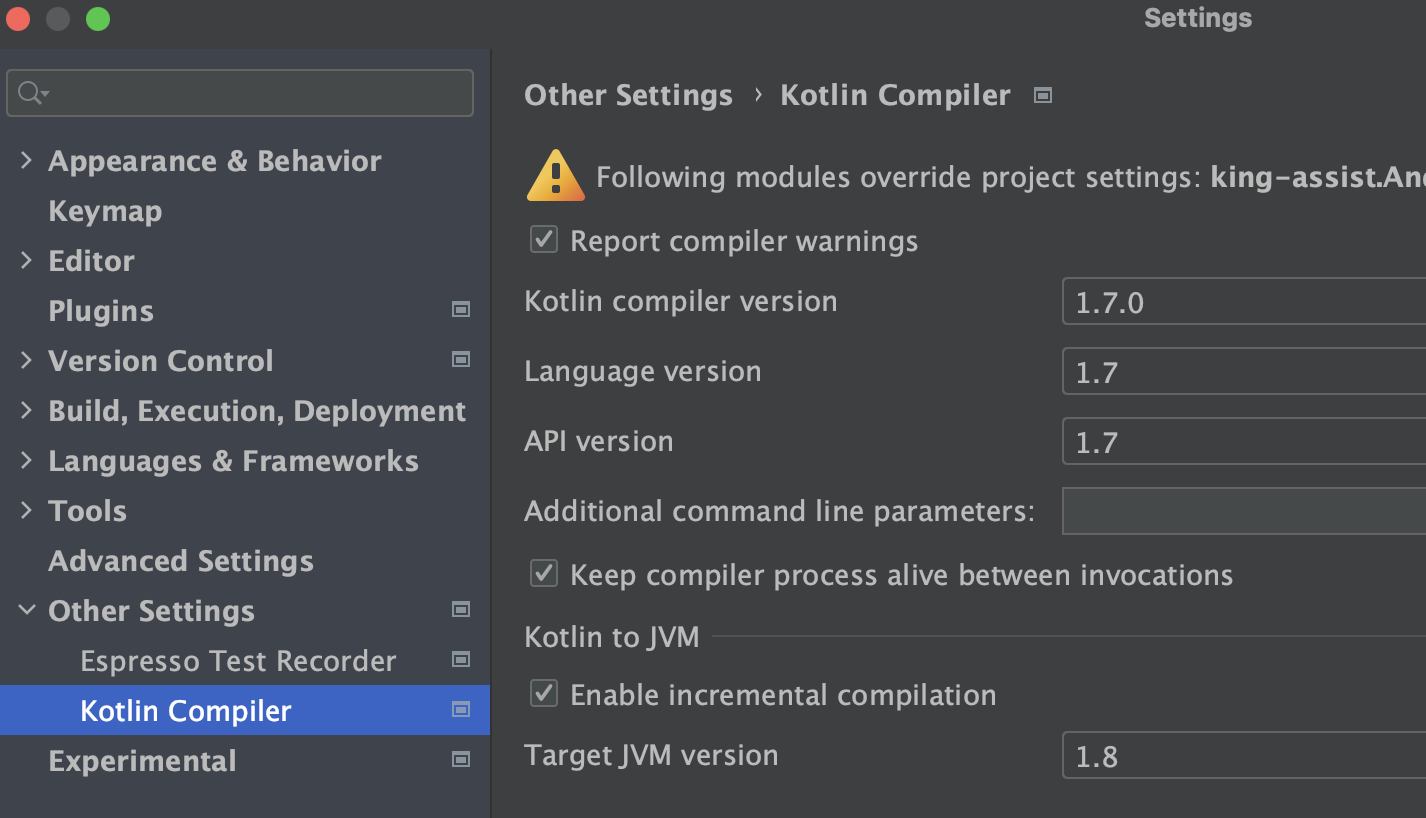 Settings
Appearance & Behavior
Keymap
Editor
Plugins
Version Control
Build, Execution, Deployment
Languages & Frameworks
Tools
Advanced Settings
Other Settings
Espresso Test Recorder
Kotlin Compiler
Experimental
Other Settings › Kotlin Compiler
Following modules override project settings: king-assist.And
Report compiler warnings
Kotlin compiler version 1.7.0
Language version 1.7
API version 1.7
Additional command line parameters:
Keep compiler process alive between invocations
Kotlin to JVM
Enable incremental compilation
Target JVM version 1.8